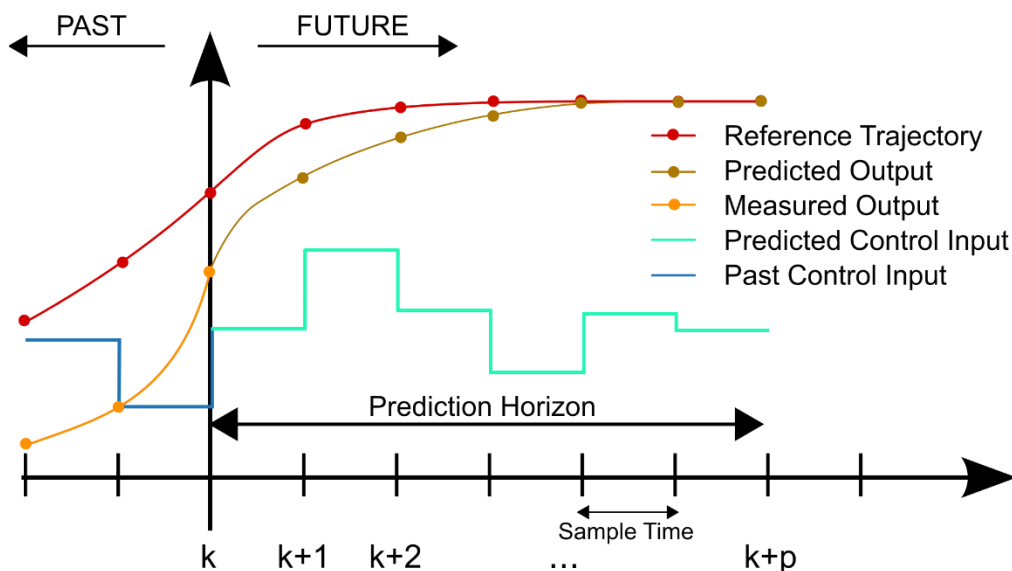 PAST
FUTURE
Reference Trajectory
Predicted Output
Measured Output
Predicted Control Input
Past Control Input
Prediction Horizon
Sample Time
k k+1 k+2 ... k+p